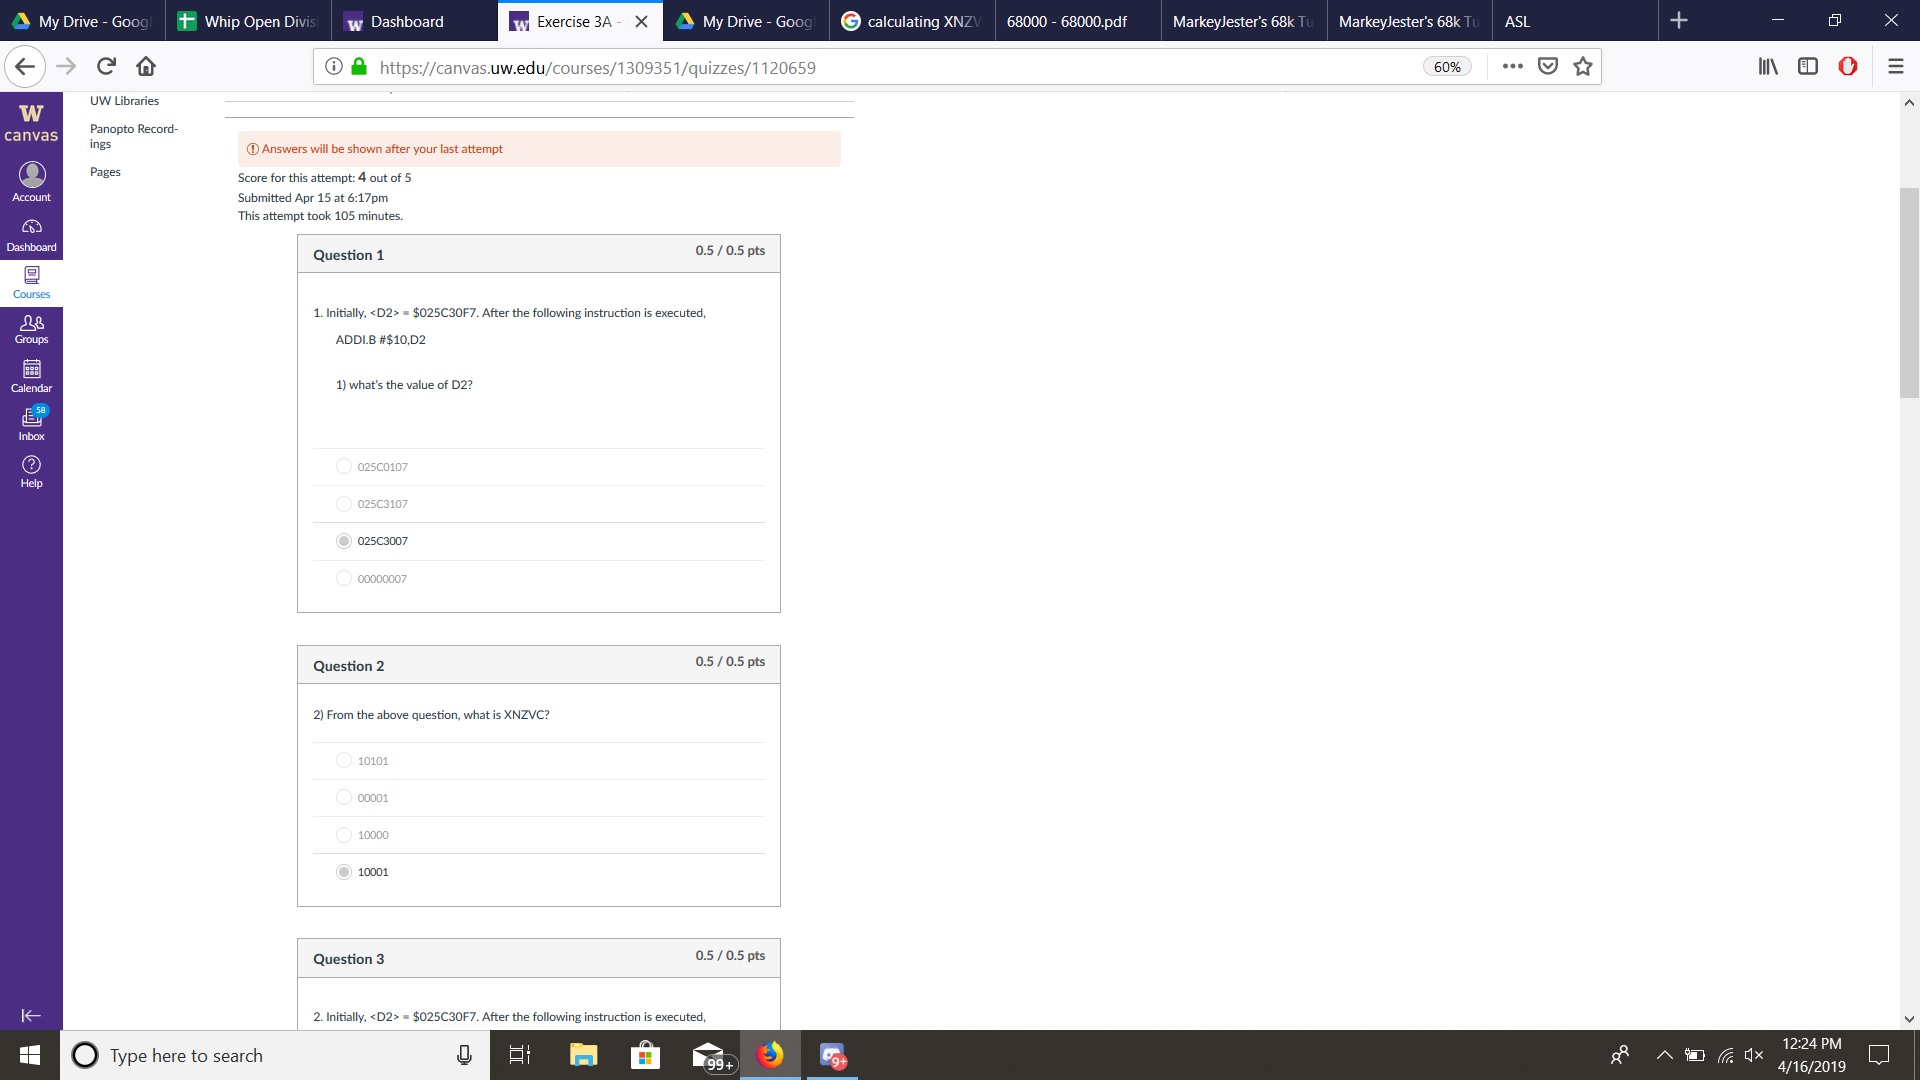 My Drive - Goog
Whip Open Divis
Dashboard
Exercise 3A -
My Drive - Goog
calculating XNZV
68000 - 68000.pdf
MarkeyJester's 68k Tu
MarkeyJester's 68k Tu
ASL
https://canvas.uw.edu/courses/1309351/quizzes/1120659
60%
W
canvas
Account
Dashboard
Courses
Groups
Calendar
58
Inbox
Help
UW Libraries
Panopto Record-
ings
Pages
Answers will be shown after your last attempt
Score for this attempt: 4 out of 5
Submitted Apr 15 at 6:17pm
This attempt took 105 minutes.
Question 1
0.5 / 0.5 pts
1. Initially, <D2> = $025C30F7. After the following instruction is executed,
ADDI.B #$10,D2
1) what's the value of D2?
025C0107
025C3107
025C3007
00000007
Question 2
0.5 / 0.5 pts
2) From the above question, what is XNZVC?
10101
00001
10000
10001
Question 3
0.5 / 0.5 pts
2. Initially, <D2> = $025C30F7. After the following instruction is executed,
Type here to search
99+
9+
12:24 PM
4/16/2019